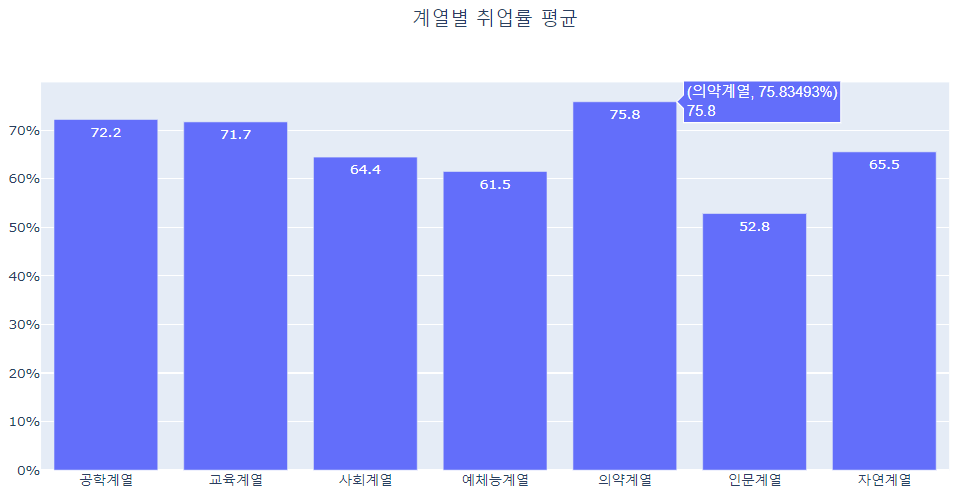 계열별 취업률 평균
(의약계열, 75.83493%)
75.8
72.2
71.7
64.4
61.5
75.8
52.8
65.5
70%
60%
50%
40%
30%
20%
10%
0%
공학계열
교육계열
사회계열
예체능계열
의약계열
인문계열
자연계열